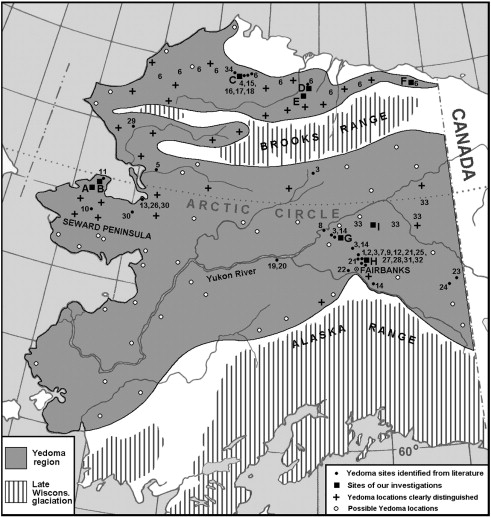 6
6
6
6
6
34
6
C
4,15,
16,17,18
D
6
E
F
6
29
BROOKS RANGE
CANADA
5
3
11
A
B
13,26,30
ARCTIC CIRCLE
10
30
SEWARD PENINSULA
33
33
33
33
I
8
3,14
G
3,14
1,2,3,7,9,12,21,25,
H
27,28,31,32
21
19,20
22
FAIRBANKS
Yukon River
14
23
24
ALASKA RANGE
60°
Yedoma
region
Late
Wiscons.
glaciation
Yedoma sites identified from literature
Sites of our investigations
Yedoma locations clearly distinguished
Possible Yedoma locations